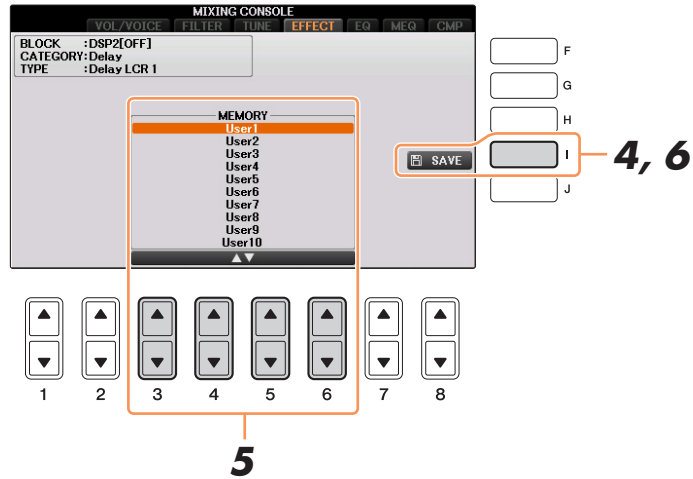 MIXING CONSOLE
VOL/VOICE FILTER TUNE EFFECT EQ MEQ CMP
BLOCK :DSP2[OFF]
CATEGORY:Delay
TYPE :Delay LCR 1
F
G
H
I
J
MEMORY
User1
User2
User3
User4
User5
User6
User7
User8
User9
User10
SAVE
4, 6
1 2 3 4 5 6 7 8
5